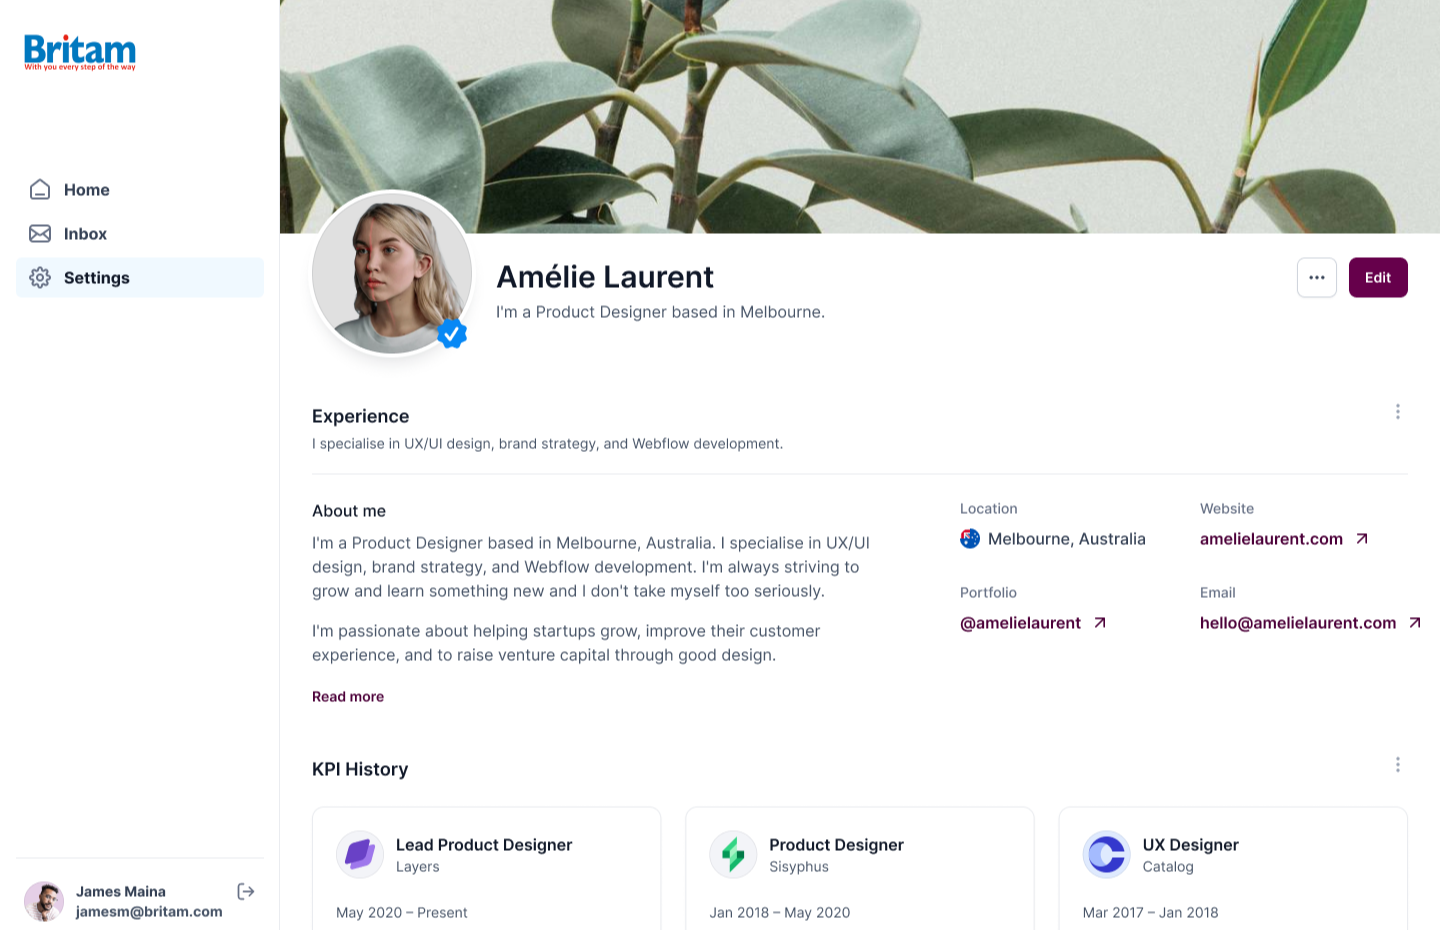 Britam
With you every step of the way
Home
Inbox
Settings
James Maina
jamesm@britam.com
Amélie Laurent
I'm a Product Designer based in Melbourne.
Edit
Experience
I specialise in UX/UI design, brand strategy, and Webflow development.
About me
I'm a Product Designer based in Melbourne, Australia. I specialise in UX/UI
design, brand strategy, and Webflow development. I'm always striving to
grow and learn something new and I don't take myself too seriously.
I'm passionate about helping startups grow, improve their customer
experience, and to raise venture capital through good design.
Read more
Location
Melbourne, Australia
Website
amelielaurent.com
Portfolio
@amelielaurent
Email
hello@amelielaurent.com
KPI History
Lead Product Designer
Layers
May 2020 – Present
Product Designer
Sisyphus
Jan 2018 – May 2020
UX Designer
Catalog
Mar 2017 – Jan 2018